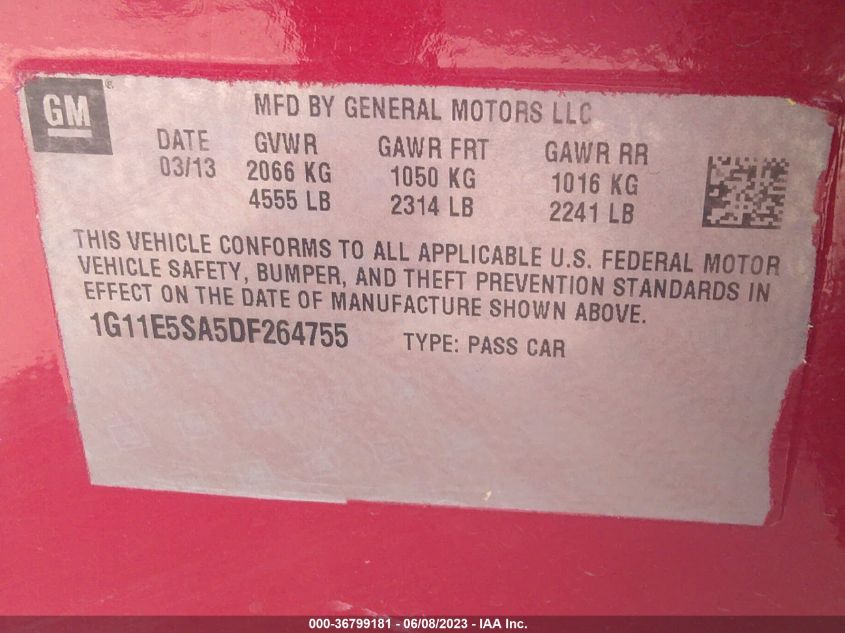 GM
MFD BY GENERAL MOTORS LLC
DATE GVWR GAWR FRT GAWR RR
03/13 2066 KG 1050 KG 1016 KG
4555 LB 2314 LB 2241 LB
THIS VEHICLE CONFORMS TO ALL APPLICABLE U.S. FEDERAL MOTOR
VEHICLE SAFETY, BUMPER, AND THEFT PREVENTION STANDARDS IN
EFFECT ON THE DATE OF MANUFACTURE SHOWN ABOVE.
1G11E5SA5DF264755 TYPE: PASS CAR
000-36799181 - 06/08/2023 - IAA Inc.